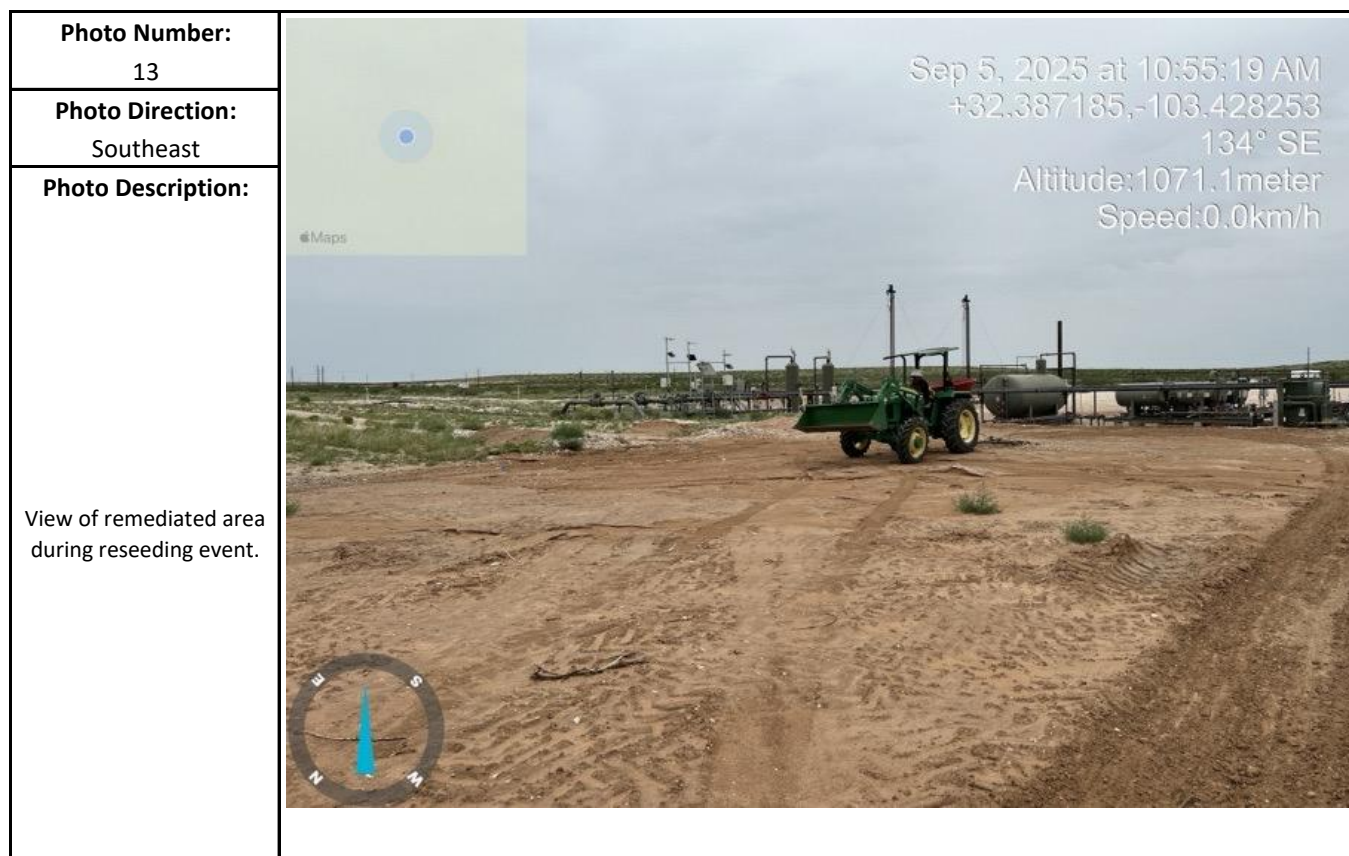 Photo Number:
13
Photo Direction:
Southeast
Photo Description:
View of remediated area
during reseeding event.
Maps
Sep 5, 2025 at 10:55:19 AM
+32.387185,-103.428253
134° SE
Altitude:1071.1meter
Speed:0.0km/h
E
S
N
W